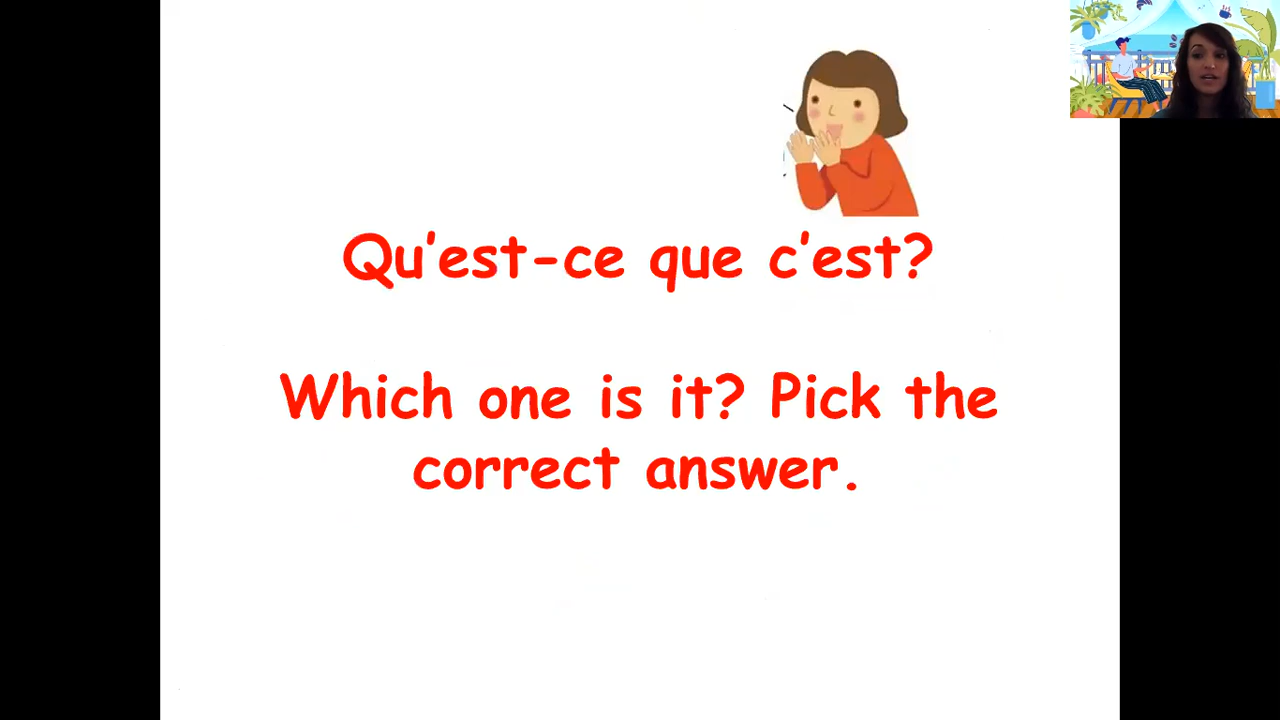 Qu'est-ce que c'est?
Which one is it? Pick the
correct answer.